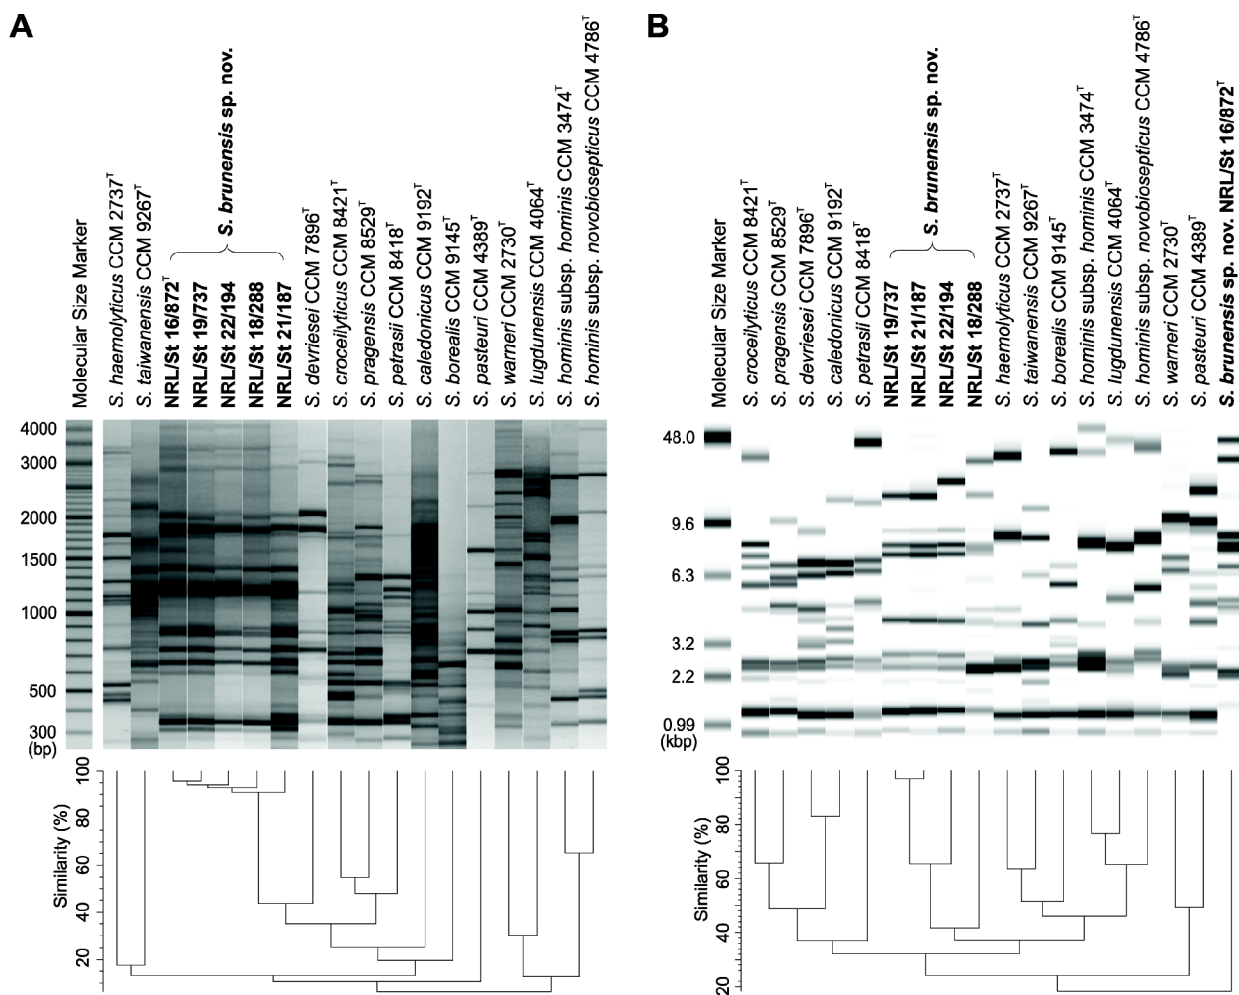 A
Molecular Size Marker
S. haemolyticus CCM 2737T
S. taiwanensis CCM 9267T
S. brunensis sp. nov.
NRL/St 16/872T
NRL/St 19/737
NRL/St 22/194
NRL/St 18/288
NRL/St 21/187
S. devriesei CCM 7896T
S. croceilyticus CCM 8421T
S. pragensis CCM 8529T
S. petrasii CCM 8418T
S. caledonicus CCM 9192T
S. borealis CCM 9145T
S. pasteuri CCM 4389T
S. warneri CCM 2730T
S. lugdunensis CCM 4064T
S. hominis subsp. hominis CCM 3474T
S. hominis subsp. novobiosepticus CCM 4786T
4000
3000
2000
1500
1000
500
300
(bp)
100
80
60
40
20
Similarity (%)
B
Molecular Size Marker
S. croceilyticus CCM 8421T
S. pragensis CCM 8529T
S. devriesei CCM 7896T
S. caledonicus CCM 9192T
S. petrasii CCM 8418T
S. brunensis sp. nov.
NRL/St 19/737
NRL/St 21/187
NRL/St 22/194
NRL/St 18/288
S. haemolyticus CCM 2737T
S. taiwanensis CCM 9267T
S. borealis CCM 9145T
S. hominis subsp. hominis CCM 3474T
S. lugdunensis CCM 4064T
S. hominis subsp. novobiosepticus CCM 4786T
S. warneri CCM 2730T
S. pasteuri CCM 4389T
S. brunensis sp. nov. NRL/St 16/872T
48.0
9.6
6.3
3.2
2.2
0.99
(kbp)
100
80
60
40
20
Similarity (%)